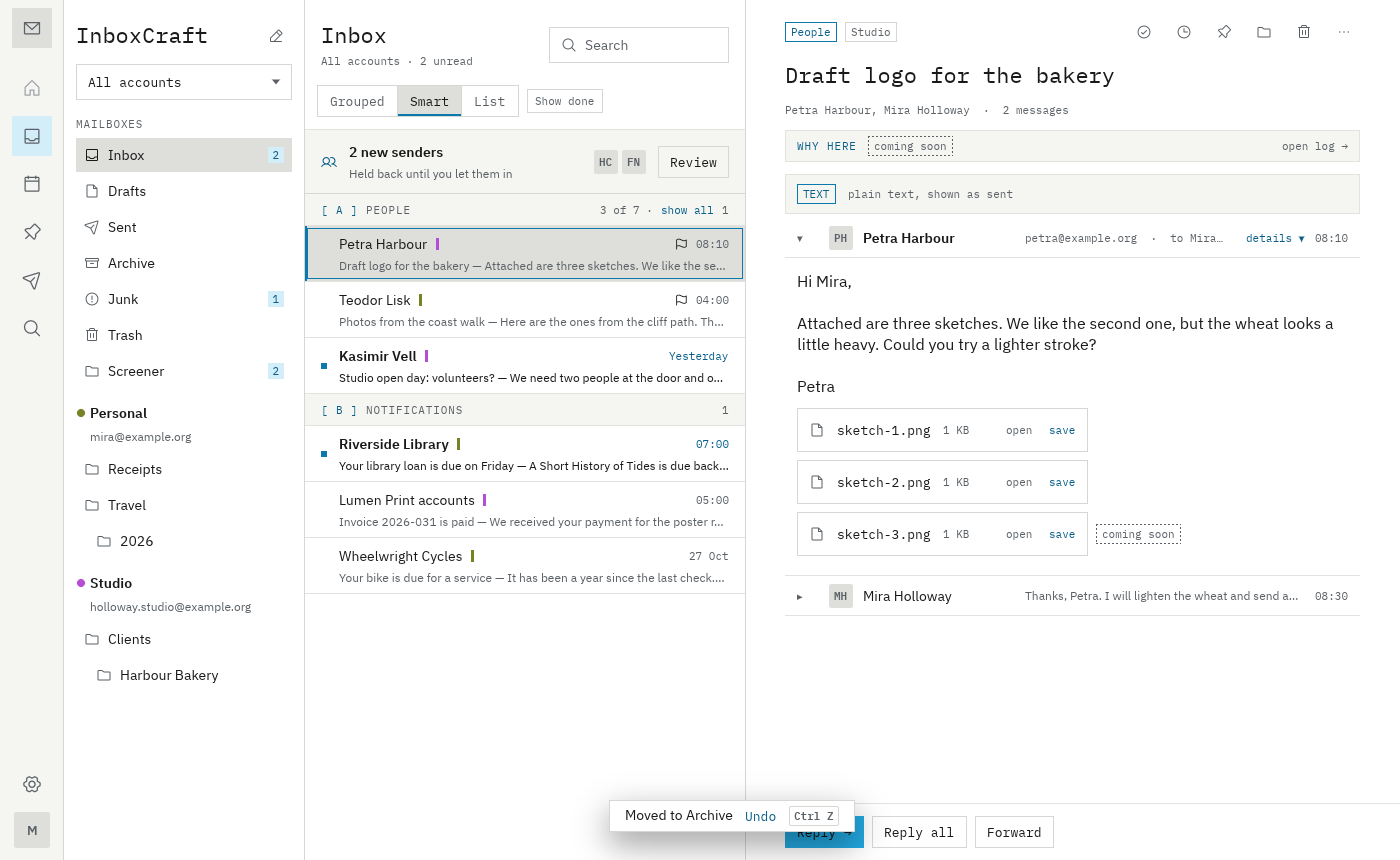 InboxCraft
All accounts
MAILBOXES
Inbox 2
Drafts
Sent
Archive
Junk 1
Trash
Screener 2
Personal
mira@example.org
Receipts
Travel
2026
Studio
holloway.studio@example.org
Clients
Harbour Bakery
M
Inbox
All accounts · 2 unread
Search
Grouped Smart List Show done
2 new senders
Held back until you let them in
HC FN Review
[ A ] PEOPLE 3 of 7 · show all 1
Petra Harbour 08:10
Draft logo for the bakery — Attached are three sketches. We like the se...
Teodor Lisk 04:00
Photos from the coast walk — Here are the ones from the cliff path. Th...
Kasimir Vell Yesterday
Studio open day: volunteers? — We need two people at the door and o...
[ B ] NOTIFICATIONS 1
Riverside Library 07:00
Your library loan is due on Friday — A Short History of Tides is due back...
Lumen Print accounts 05:00
Invoice 2026-031 is paid — We received your payment for the poster r...
Wheelwright Cycles 27 Oct
Your bike is due for a service — It has been a year since the last check....
People Studio
Draft logo for the bakery
Petra Harbour, Mira Holloway · 2 messages
WHY HERE coming soon open log →
TEXT plain text, shown as sent
▾ PH Petra Harbour petra@example.org · to Mira… details ▾ 08:10
Hi Mira,
Attached are three sketches. We like the second one, but the wheat looks a
little heavy. Could you try a lighter stroke?
Petra
sketch-1.png 1 KB open save
sketch-2.png 1 KB open save
sketch-3.png 1 KB open save coming soon
▸ MH Mira Holloway Thanks, Petra. I will lighten the wheat and send a... 08:30
Moved to Archive Undo Ctrl Z
Reply → Reply all Forward